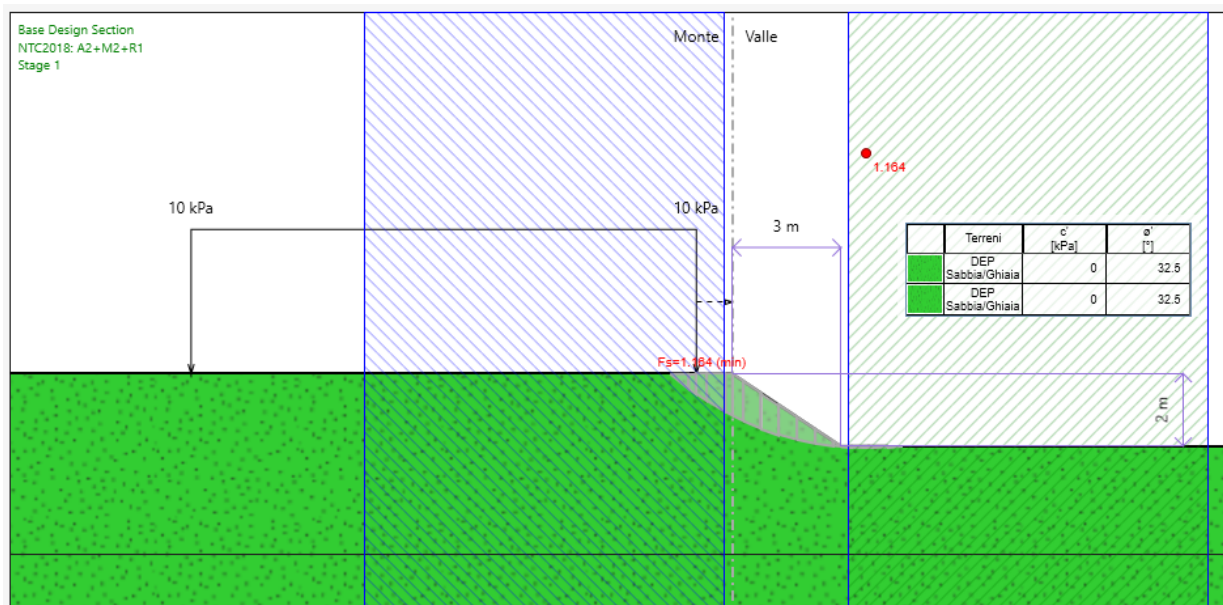 Base Design Section
NTC2018: A2+M2+R1
Stage 1
Monte
Valle
1.164
10 kPa
10 kPa
3 m
Terreni
c'
[kPa]
ø'
[°]
DEP
Sabbia/Ghiaia
0
32.5
DEP
Sabbia/Ghiaia
0
32.5
Fs=1.164 (min)
2 m